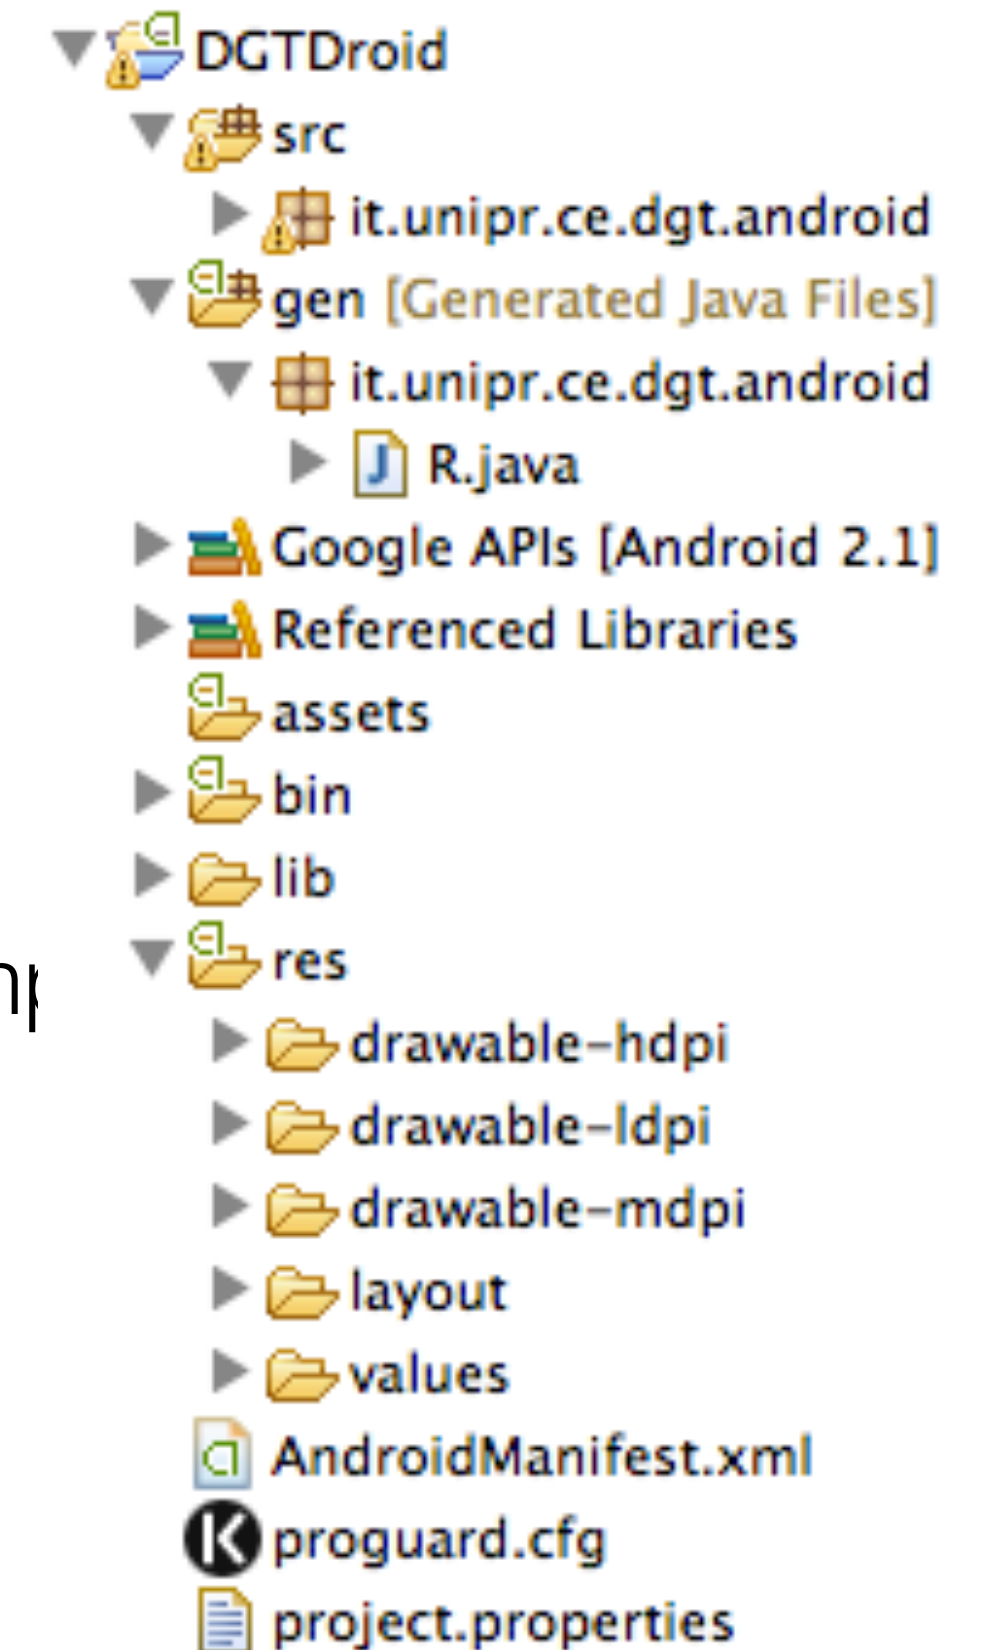 DGTDroid
src
it.unipr.ce.dgt.android
gen [Generated Java Files]
it.unipr.ce.dgt.android
R.java
Google APIs [Android 2.1]
Referenced Libraries
assets
bin
lib
res
drawable-hdpi
drawable-ldpi
drawable-mdpi
layout
values
AndroidManifest.xml
proguard.cfg
project.properties